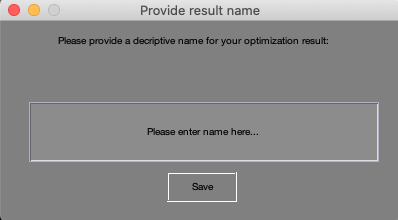 Provide result name
Please provide a decriptive name for your optimization result:
Please enter name here...
Save